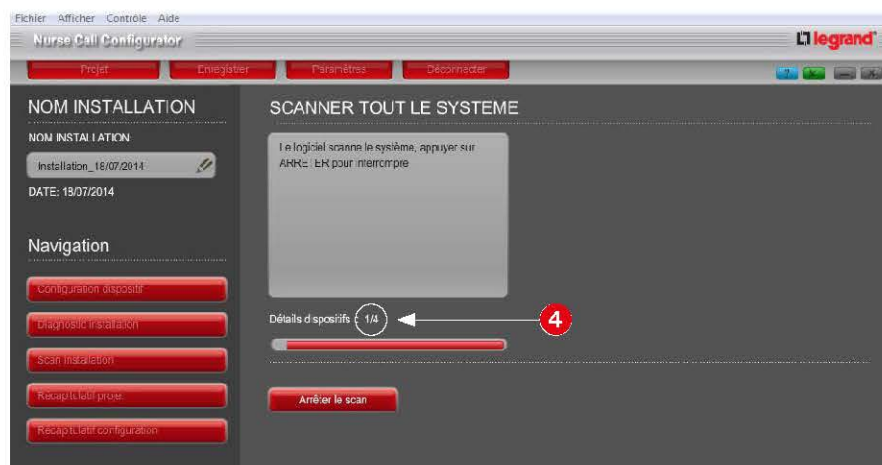 Fichier Afficher Contrôle Aide
Nurse Call Configurator
legrand
Projet Enregistrer Paramètres Déconnecter
? 
NOM INSTALLATION
SCANNER TOUT LE SYSTEME
NOM INSTALLATION
Le logiciel scanne le système, appuyer sur
ARRETER pour interrompre
Installation_18/07/2014
DATE: 18/07/2014
Navigation
Configuration dispositif
Détails dispositifs : 1/4
4
Diagnostic installation
Scan installation
Récapitulatif projet
Arrêter le scan
Récapitulatif configuration